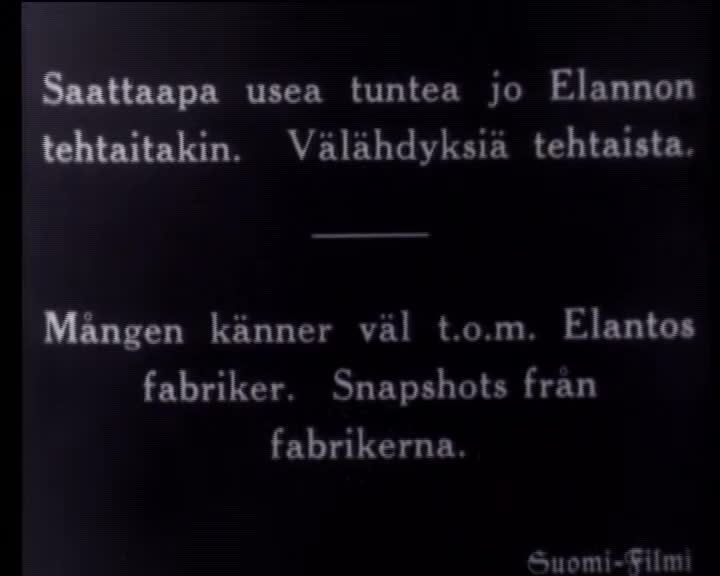 Saattaapa usea tuntea jo Elannon
tehtaitakin. Välähdyksiä tehtaista.
Mången känner väl t.o.m. Elantos
fabriker. Snapshots från
fabrikerna.
Suomi-Filmi